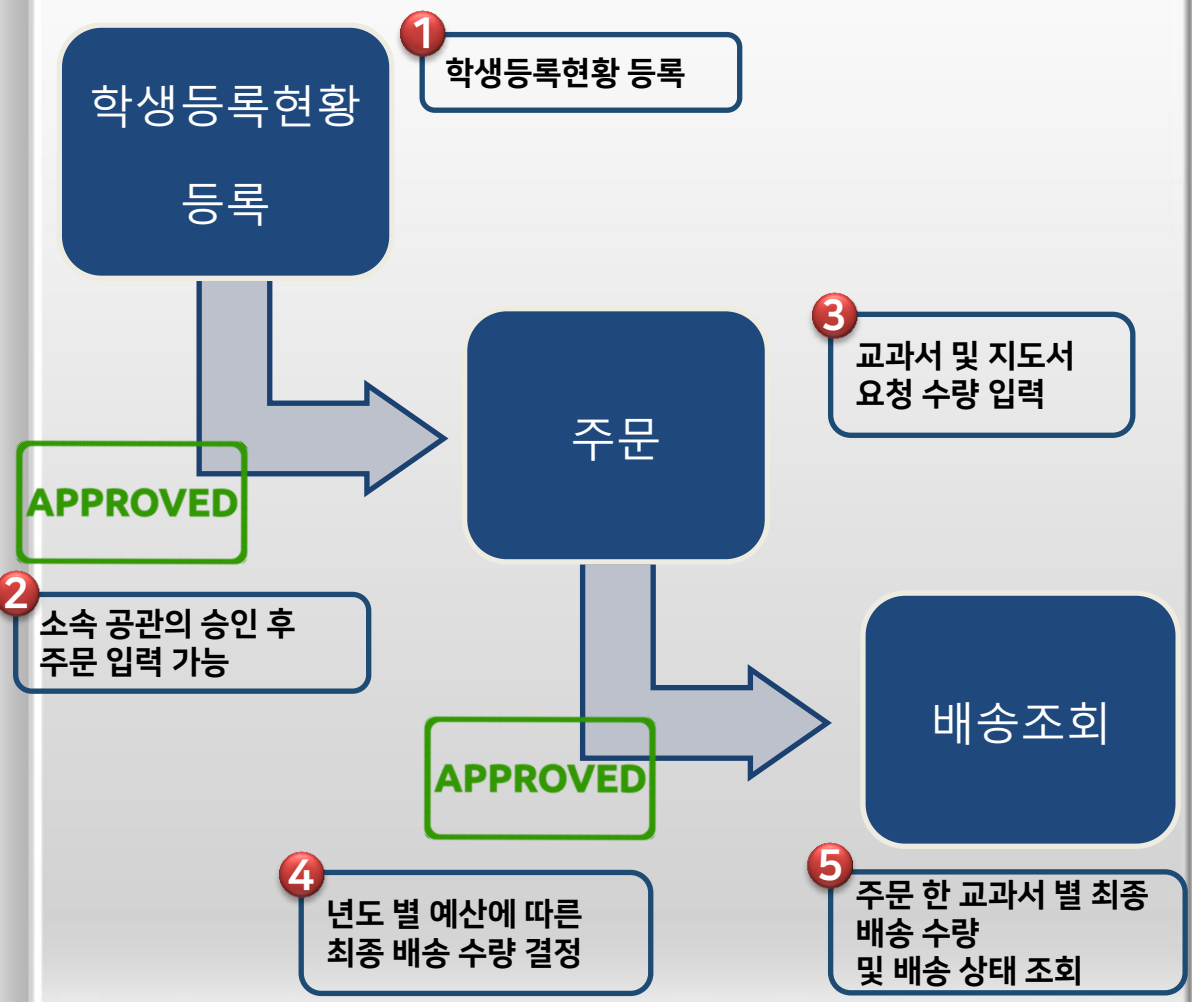 학생등록현황
등록
1
학생등록현황 등록
APPROVED
2
소속 공관의 승인 후
주문 입력 가능
주문
3
교과서 및 지도서
요청 수량 입력
APPROVED
4
년도 별 예산에 따른
최종 배송 수량 결정
배송조회
5
주문 한 교과서 별 최종
배송 수량
및 배송 상태 조회